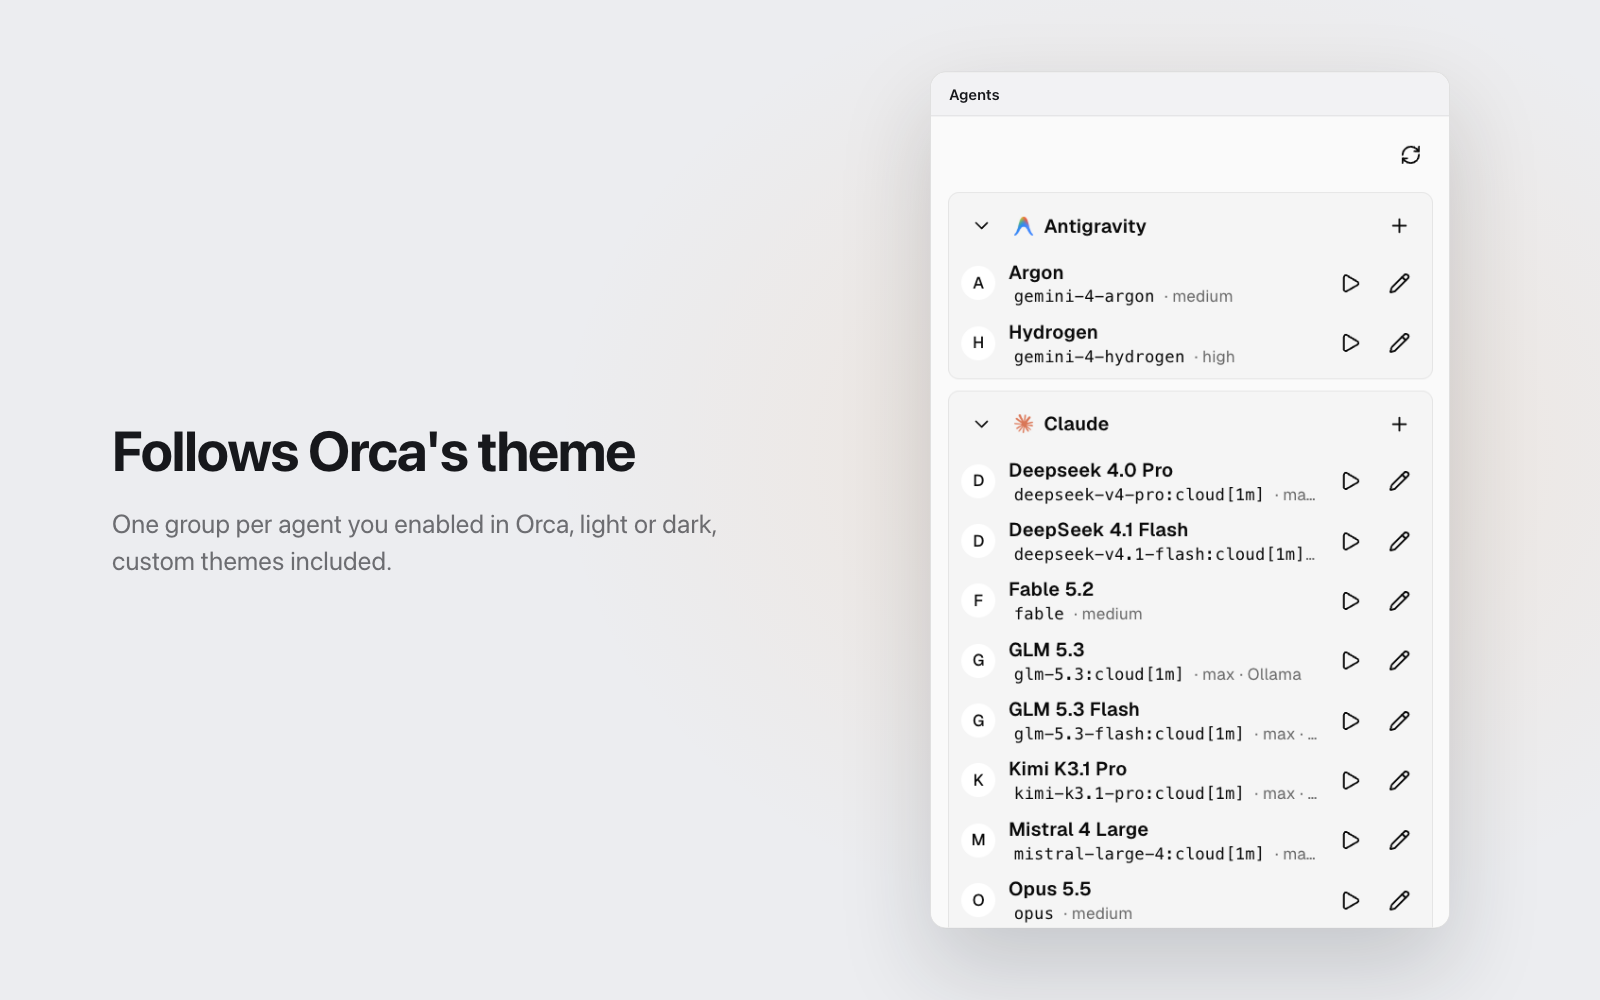 Follows Orca's theme
One group per agent you enabled in Orca, light or dark,
custom themes included.
Agents
Antigravity
A
Argon
gemini-4-argon · medium
H
Hydrogen
gemini-4-hydrogen · high
Claude
D
Deepseek 4.0 Pro
deepseek-v4-pro:cloud[1m] · ma…
D
DeepSeek 4.1 Flash
deepseek-v4.1-flash:cloud[1m]…
F
Fable 5.2
fable · medium
G
GLM 5.3
glm-5.3:cloud[1m] · max · Ollama
G
GLM 5.3 Flash
glm-5.3-flash:cloud[1m] · max · …
K
Kimi K3.1 Pro
kimi-k3.1-pro:cloud[1m] · max · …
M
Mistral 4 Large
mistral-large-4:cloud[1m] · ma…
O
Opus 5.5
opus · medium